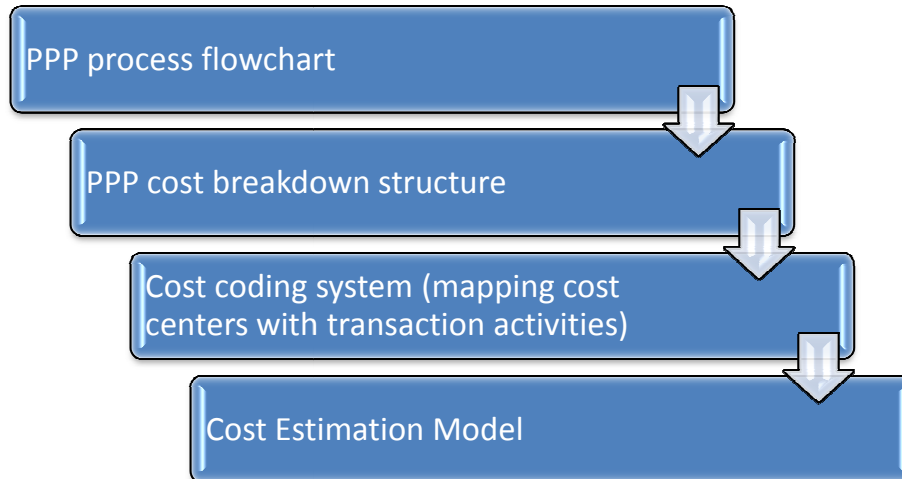 PPP process flowchart
PPP cost breakdown structure
Cost coding system (mapping cost
centers with transaction activities)
Cost Estimation Model